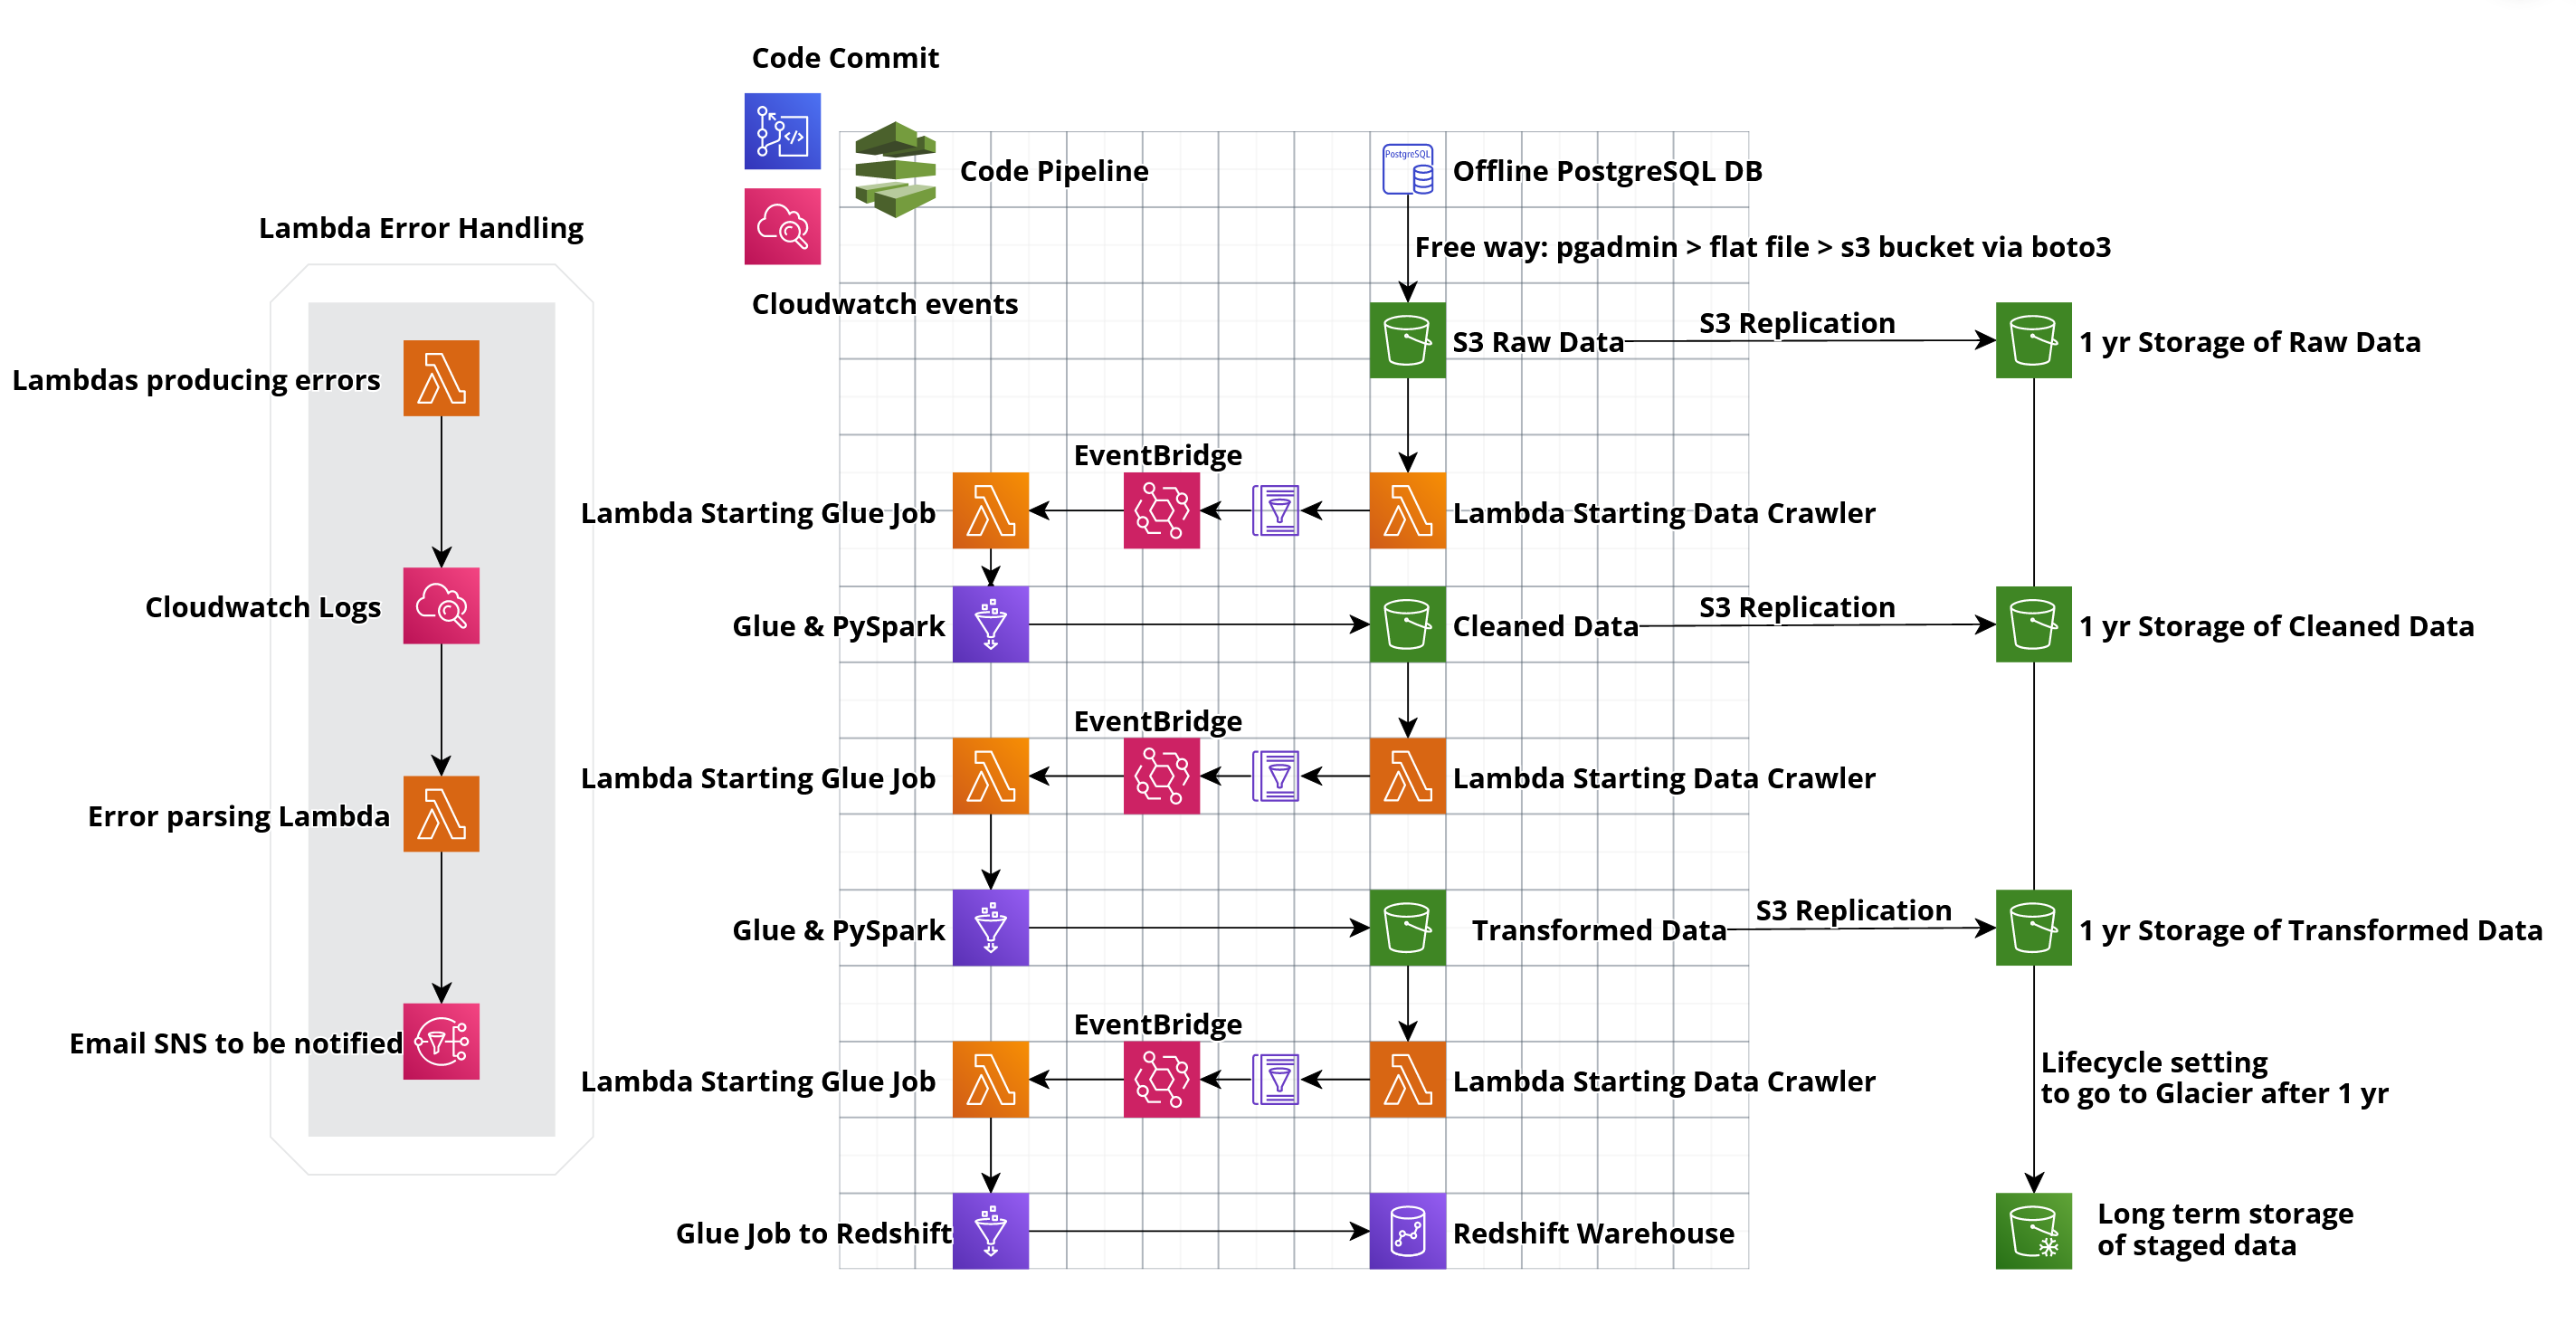 Code Commit
PostgreSQL
Code Pipeline
Offline PostgreSQL DB
Lambda Error Handling
Free way: pgadmin > flat file > s3 bucket via boto3
Cloudwatch events
S3 Raw Data
S3 Replication
1 yr Storage of Raw Data
Lambdas producing errors
EventBridge
Lambda Starting Glue Job
Lambda Starting Data Crawler
Cloudwatch Logs
Glue & PySpark
Cleaned Data
S3 Replication
1 yr Storage of Cleaned Data
EventBridge
Lambda Starting Glue Job
Lambda Starting Data Crawler
Error parsing Lambda
Glue & PySpark
Transformed Data
S3 Replication
1 yr Storage of Transformed Data
EventBridge
Email SNS to be notified
Lambda Starting Glue Job
Lambda Starting Data Crawler
Lifecycle setting
to go to Glacier after 1 yr
Glue Job to Redshift
Redshift Warehouse
Long term storage
of staged data